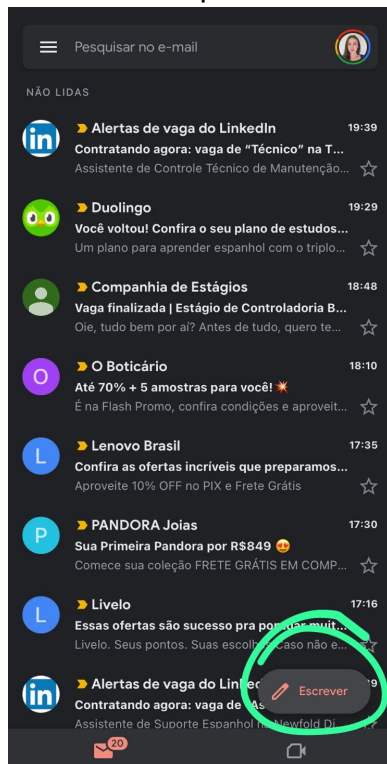 Pesquisar no e-mail
NÃO LIDAS
in
Alertas de vaga do LinkedIn 19:39
Contratando agora: vaga de “Técnico” na T...
Assistente de Controle Técnico de Manutenção...
Duolingo 19:29
Você voltou! Confira o seu plano de estudos...
Um plano para aprender espanhol com o triplo...
Companhia de Estágios 18:48
Vaga finalizada | Estágio de Controladoria B...
Oie, tudo bem por aí? Antes de tudo, quero te...
O
O Boticário 18:10
Até 70% + 5 amostras para você!💥
É na Flash Promo, confira condições e aproveit...
L
Lenovo Brasil 17:35
Confira as ofertas incríveis que preparamos...
Aproveite 10% OFF no PIX e Frete Grátis
P
PANDORA Joias 17:30
Sua Primeira Pandora por R$849 😍
Comece sua coleção FRETE GRÁTIS EM COMP...
L
Livelo 17:16
Essas ofertas são sucesso pra muit...
Livelo. Seus pontos. Suas Caso não e...
in
Alertas de vaga do
Contratando agora: vaga de
Escrever
Assistente de Suporte Espanhol Newfold Di
20